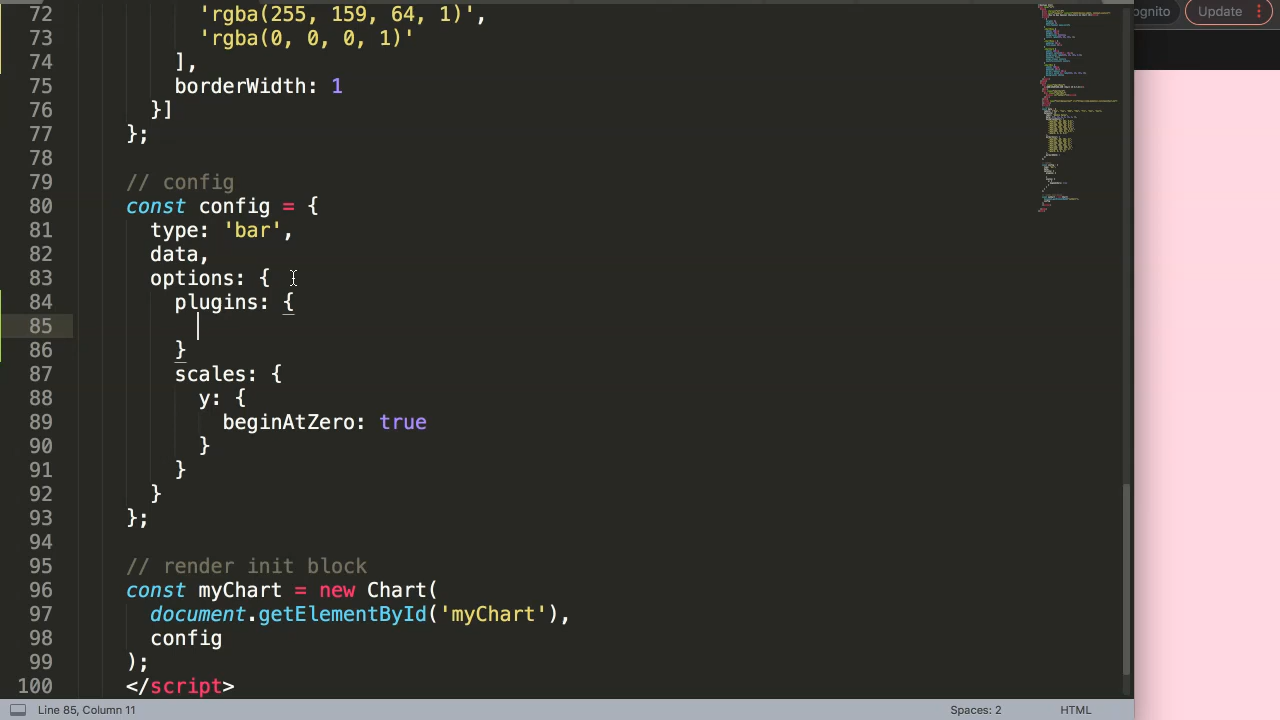 72 'rgba(255, 159, 64, 1)',
73 'rgba(0, 0, 0, 1)'
74 ],
75 borderWidth: 1
76 }]
77 };
78
79 // config
80 const config = {
81 type: 'bar',
82 data,
83 options: {
84 plugins: {
85
86 }
87 scales: {
88 y: {
89 beginAtZero: true
90 }
91 }
92 }
93 };
94
95 // render init block
96 const myChart = new Chart(
97 document.getElementById('myChart'),
98 config
99 );
100 </script>
Line 85, Column 11
Spaces: 2
HTML
ognito
Update